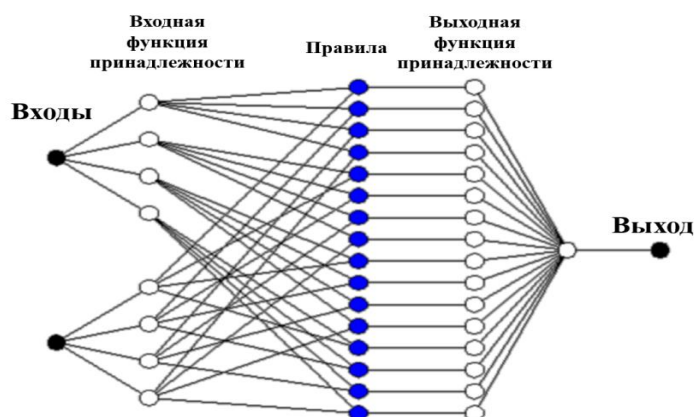 Входная
функция
принадлежности
Правила
Выходная
функция
принадлежности
Входы
Выход